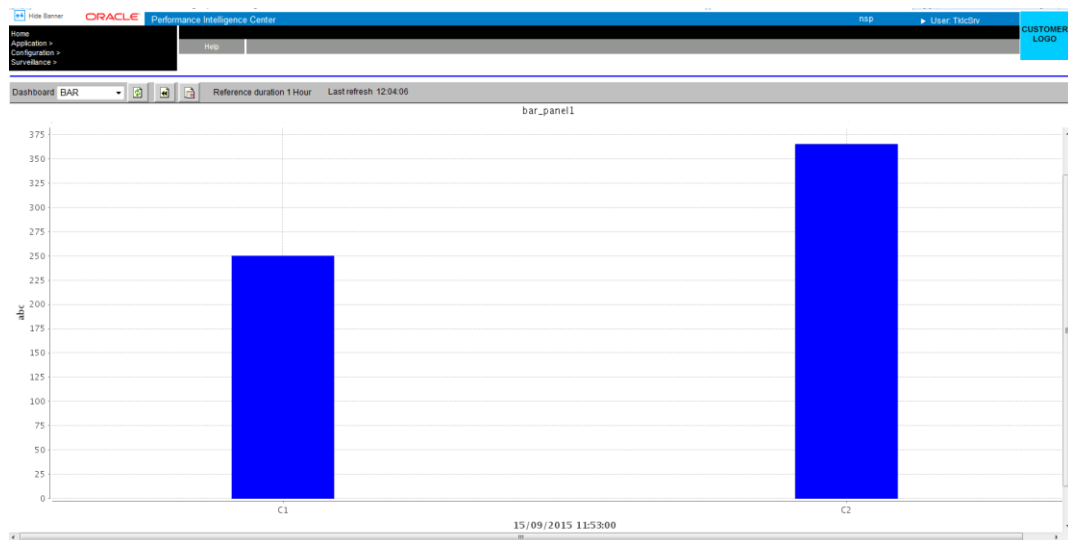 Hide Banner ORACLE Performance Intelligence Center nsp User: TklcSrv
CUSTOMER
LOGO
Home
Application >
Configuration >
Surveillance >
Help
Dashboard BAR Reference duration 1 Hour Last refresh 12:04:06
bar_panel1
375
350
325
300
275
250
225
200
175
150
125
100
75
50
25
0
abc
C1 C2
15/09/2015 11:53:00